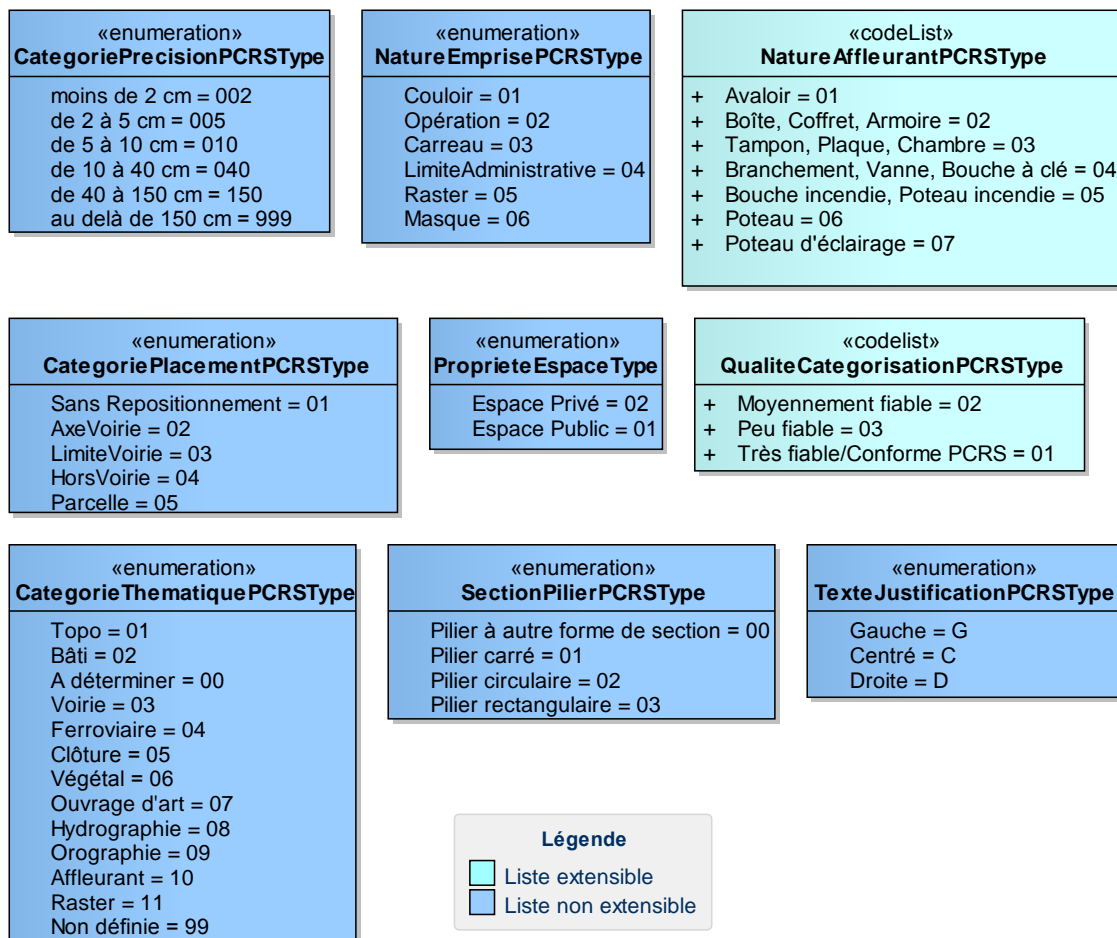 «enumeration»
CategoriePrecisionPCRSType
moins de 2 cm = 002
de 2 à 5 cm = 005
de 5 à 10 cm = 010
de 10 à 40 cm = 040
de 40 à 150 cm = 150
au delà de 150 cm = 999
«enumeration»
NatureEmprisePCRSType
Couloir = 01
Opération = 02
Carreau = 03
LimiteAdministrative = 04
Raster = 05
Masque = 06
«codeList»
NatureAffleurantPCRSType
+ Avaloir = 01
+ Boîte, Coffret, Armoire = 02
+ Tampon, Plaque, Chambre = 03
+ Branchement, Vanne, Bouche à clé = 04
+ Bouche incendie, Poteau incendie = 05
+ Poteau = 06
+ Poteau d'éclairage = 07
«enumeration»
CategoriePlacementPCRSType
Sans Repositionnement = 01
AxeVoirie = 02
LimiteVoirie = 03
HorsVoirie = 04
Parcelle = 05
«enumeration»
ProprieteEspaceType
Espace Privé = 02
Espace Public = 01
«codelist»
QualiteCategorisationPCRSType
+ Moyennement fiable = 02
+ Peu fiable = 03
+ Très fiable/Conforme PCRS = 01
«enumeration»
CategorieThematiquePCRSType
Topo = 01
Bâti = 02
A déterminer = 00
Voirie = 03
Ferroviaire = 04
Clôture = 05
Végétal = 06
Ouvrage d'art = 07
Hydrographie = 08
Orographie = 09
Affleurant = 10
Raster = 11
Non définie = 99
«enumeration»
SectionPilierPCRSType
Pilier à autre forme de section = 00
Pilier carré = 01
Pilier circulaire = 02
Pilier rectangulaire = 03
«enumeration»
TexteJustificationPCRSType
Gauche = G
Centré = C
Droite = D
Légende
Liste extensible
Liste non extensible